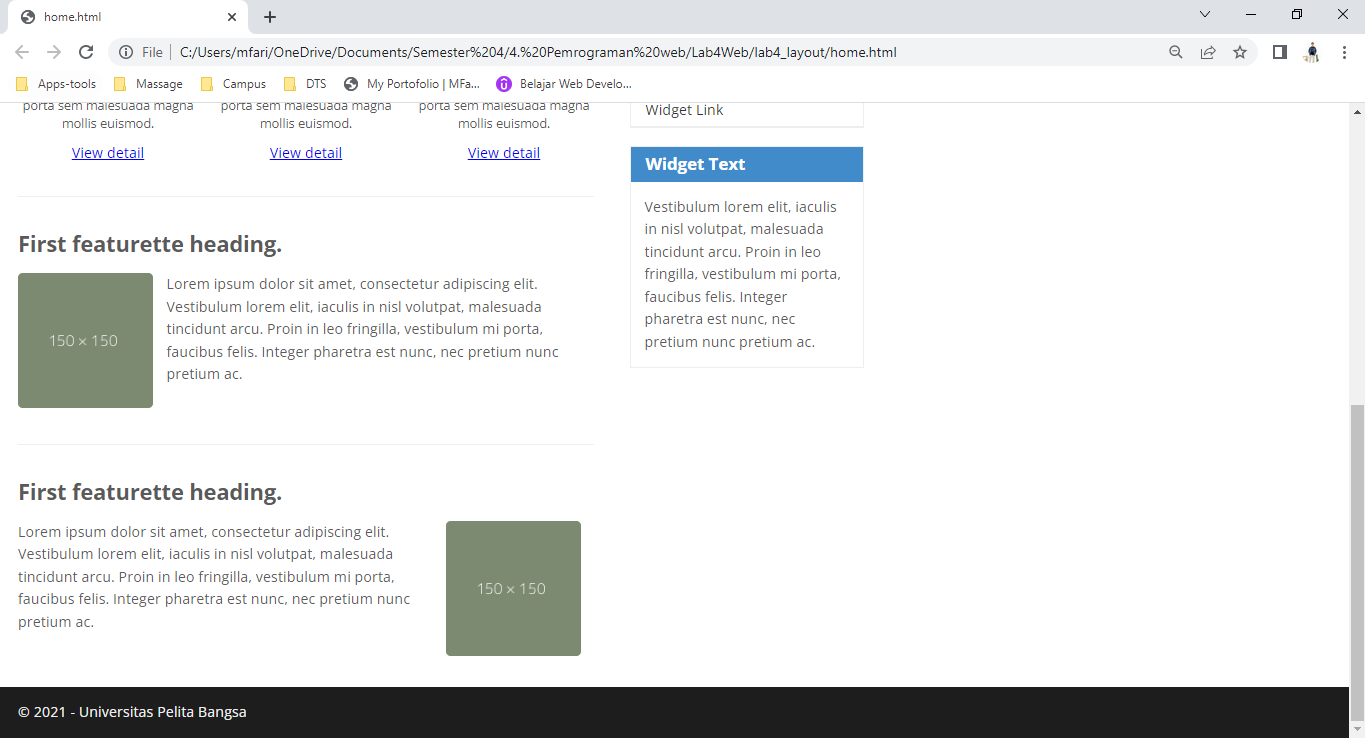 home.html
File
C:/Users/mfari/OneDrive/Documents/Semester%204/4.%20Pemrograman%20web/Lab4Web/lab4_layout/home.html
Apps-tools
Massage
Campus
DTS
My Portofolio | MFa...
Belajar Web Develo...
porta sem malesuada magna
mollis euismod.
View detail
porta sem malesuada magna
mollis euismod.
View detail
porta sem malesuada magna
mollis euismod.
View detail
First featurette heading.
150 × 150
Lorem ipsum dolor sit amet, consectetur adipiscing elit.
Vestibulum lorem elit, iaculis in nisl volutpat, malesuada
tincidunt arcu. Proin in leo fringilla, vestibulum mi porta,
faucibus felis. Integer pharetra est nunc, nec pretium nunc
pretium ac.
First featurette heading.
Lorem ipsum dolor sit amet, consectetur adipiscing elit.
Vestibulum lorem elit, iaculis in nisl volutpat, malesuada
tincidunt arcu. Proin in leo fringilla, vestibulum mi porta,
faucibus felis. Integer pharetra est nunc, nec pretium nunc
pretium ac.
150 × 150
Widget Link
Widget Text
Vestibulum lorem elit, iaculis
in nisl volutpat, malesuada
tincidunt arcu. Proin in leo
fringilla, vestibulum mi porta,
faucibus felis. Integer
pharetra est nunc, nec
pretium nunc pretium ac.
© 2021 - Universitas Pelita Bangsa